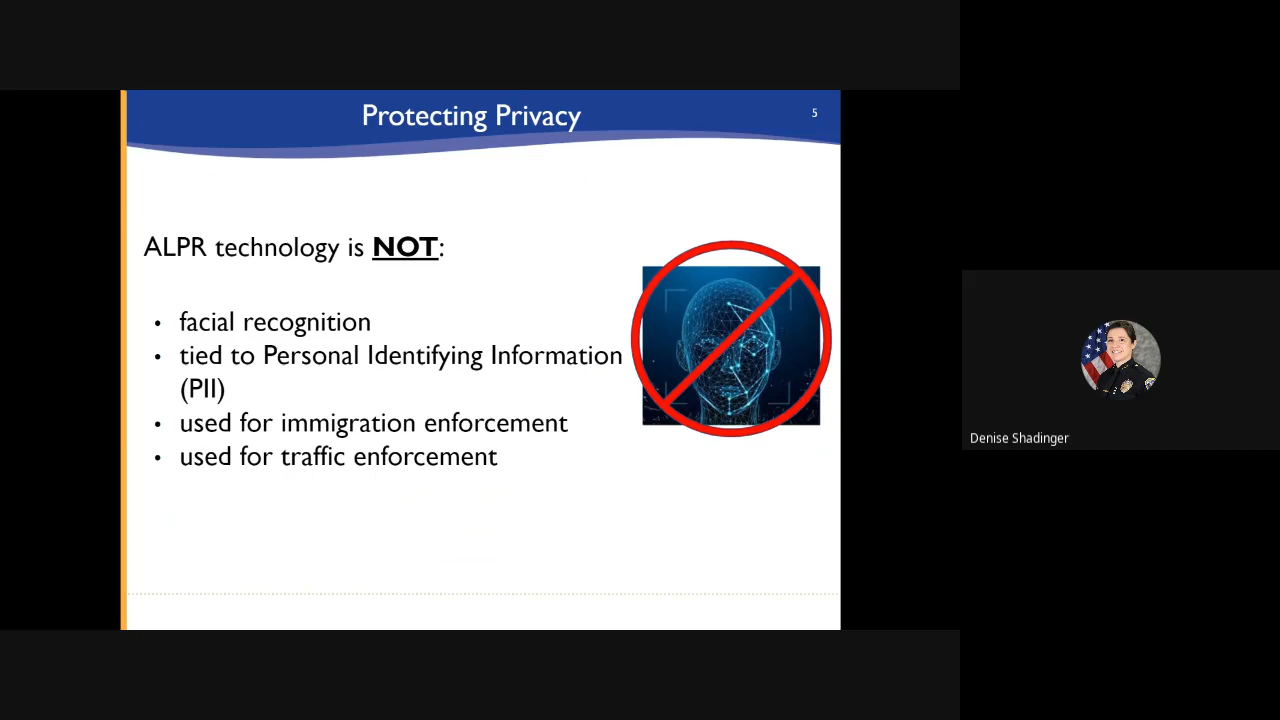 Protecting Privacy
5
ALPR technology is NOT:
• facial recognition
• tied to Personal Identifying Information
(PII)
• used for immigration enforcement
• used for traffic enforcement
Denise Shadinger